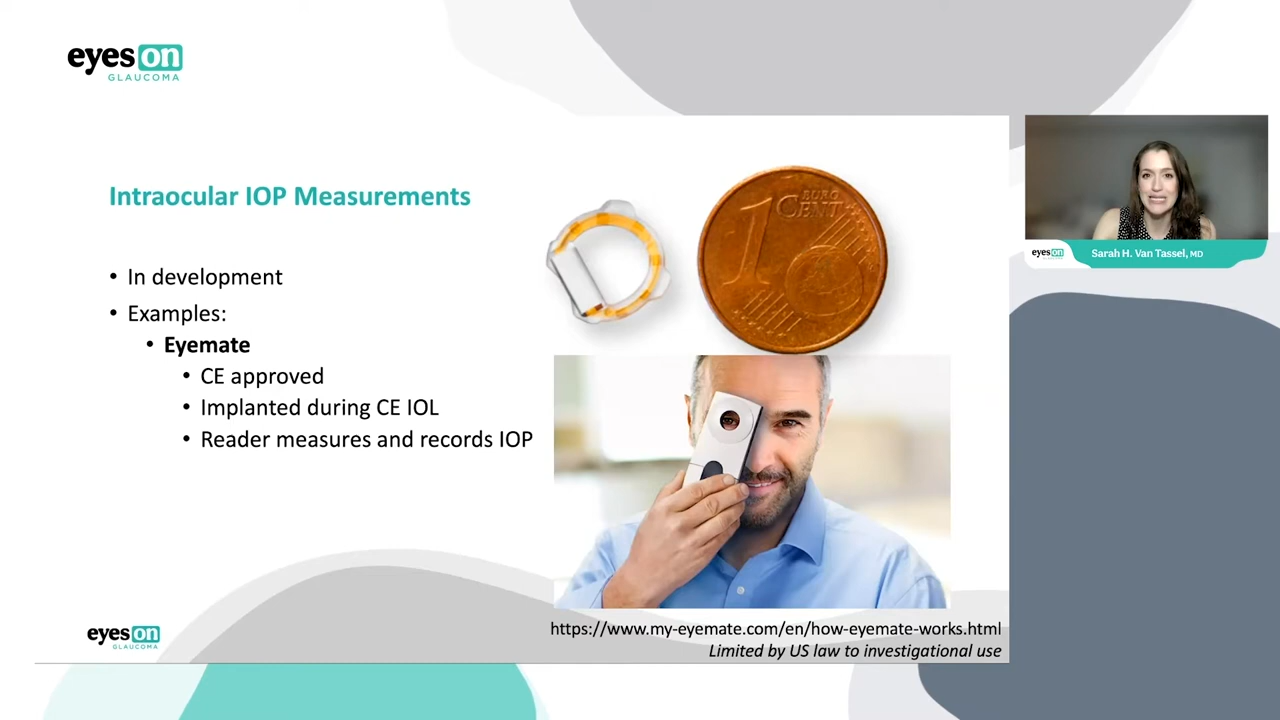 eyes on
GLAUCOMA
Intraocular IOP Measurements
• In development
• Examples:
• Eyemate
• CE approved
• Implanted during CE IOL
• Reader measures and records IOP
1 EURO
CENT
eyes on
Sarah H. Van Tassel, MD
eyes on
GLAUCOMA
https://www.my-eyemate.com/en/how-eyemate-works.html
Limited by US law to investigational use